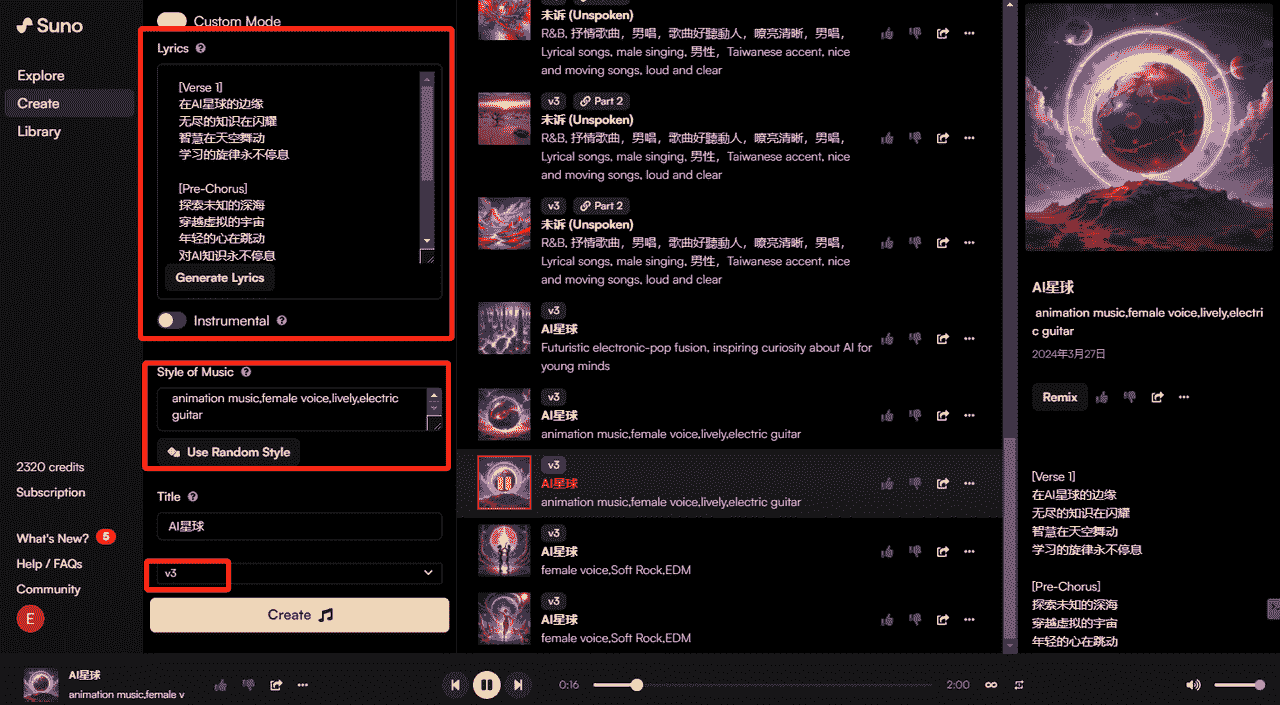 Suno
Explore
Create
Library
2320 credits
Subscription
What's New? 5
Help / FAQs
Community
E
Custom Mode
Lyrics
[Verse 1]
在AI星球的边缘
无尽的知识在闪耀
智慧在天空舞动
学习的旋律永不停息
[Pre-Chorus]
探索未知的深海
穿越虚拟的宇宙
年轻的心在跳动
对AI知识永不停息
Generate Lyrics
Instrumental
Style of Music
animation music,female voice,lively,electric
guitar
Use Random Style
Title
AI星球
v3
Create
未诉 (Unspoken)
R&B, 抒情歌曲，男唱，歌曲好聽動人，嘹亮清晰，男唱，
Lyrical songs, male singing, 男性，Taiwanese accent, nice
and moving songs, loud and clear
v3 Part 2
未诉 (Unspoken)
R&B, 抒情歌曲，男唱，歌曲好聽動人，嘹亮清晰，男唱，
Lyrical songs, male singing, 男性，Taiwanese accent, nice
and moving songs, loud and clear
v3 Part 2
未诉 (Unspoken)
R&B, 抒情歌曲，男唱，歌曲好聽動人，嘹亮清晰，男唱，
Lyrical songs, male singing, 男性，Taiwanese accent, nice
and moving songs, loud and clear
v3
AI星球
Futuristic electronic-pop fusion, inspiring curiosity about AI for
young minds
v3
AI星球
animation music,female voice,lively,electric guitar
v3
AI星球
animation music,female voice,lively,electric guitar
v3
AI星球
female voice,Soft Rock,EDM
v3
AI星球
female voice,Soft Rock,EDM
AI星球
animation music,female voice,lively,electri
c guitar
2024年3月27日
Remix
[Verse 1]
在AI星球的边缘
无尽的知识在闪耀
智慧在天空舞动
学习的旋律永不停息
[Pre-Chorus]
探索未知的深海
穿越虚拟的宇宙
年轻的心在跳动
AI星球
animation music,female v
0:16
2:00